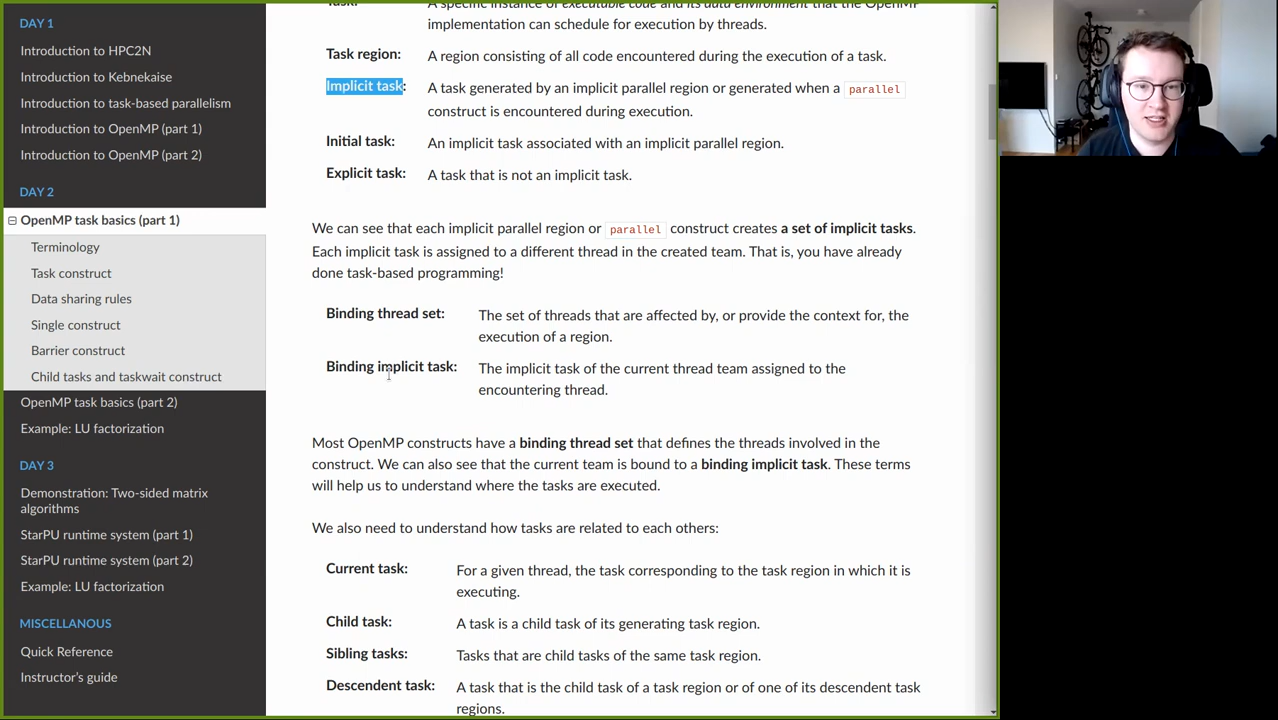 DAY 1
Introduction to HPC2N
Introduction to Kebnekaise
Introduction to task-based parallelism
Introduction to OpenMP (part 1)
Introduction to OpenMP (part 2)
DAY 2
OpenMP task basics (part 1)
Terminology
Task construct
Data sharing rules
Single construct
Barrier construct
Child tasks and taskwait construct
OpenMP task basics (part 2)
Example: LU factorization
DAY 3
Demonstration: Two-sided matrix
algorithms
StarPU runtime system (part 1)
StarPU runtime system (part 2)
Example: LU factorization
MISCELLANOUS
Quick Reference
Instructor's guide
Task: A specific instance of executable code and its data environment that the OpenMP
implementation can schedule for execution by threads.
Task region: A region consisting of all code encountered during the execution of a task.
Implicit task: A task generated by an implicit parallel region or generated when a parallel
construct is encountered during execution.
Initial task: An implicit task associated with an implicit parallel region.
Explicit task: A task that is not an implicit task.
We can see that each implicit parallel region or parallel construct creates a set of implicit tasks.
Each implicit task is assigned to a different thread in the created team. That is, you have already
done task-based programming!
Binding thread set: The set of threads that are affected by, or provide the context for, the
execution of a region.
Binding implicit task: The implicit task of the current thread team assigned to the
encountering thread.
Most OpenMP constructs have a binding thread set that defines the threads involved in the
construct. We can also see that the current team is bound to a binding implicit task. These terms
will help us to understand where the tasks are executed.
We also need to understand how tasks are related to each others:
Current task: For a given thread, the task corresponding to the task region in which it is
executing.
Child task: A task is a child task of its generating task region.
Sibling tasks: Tasks that are child tasks of the same task region.
Descendent task: A task that is the child task of a task region or of one of its descendent task
regions.